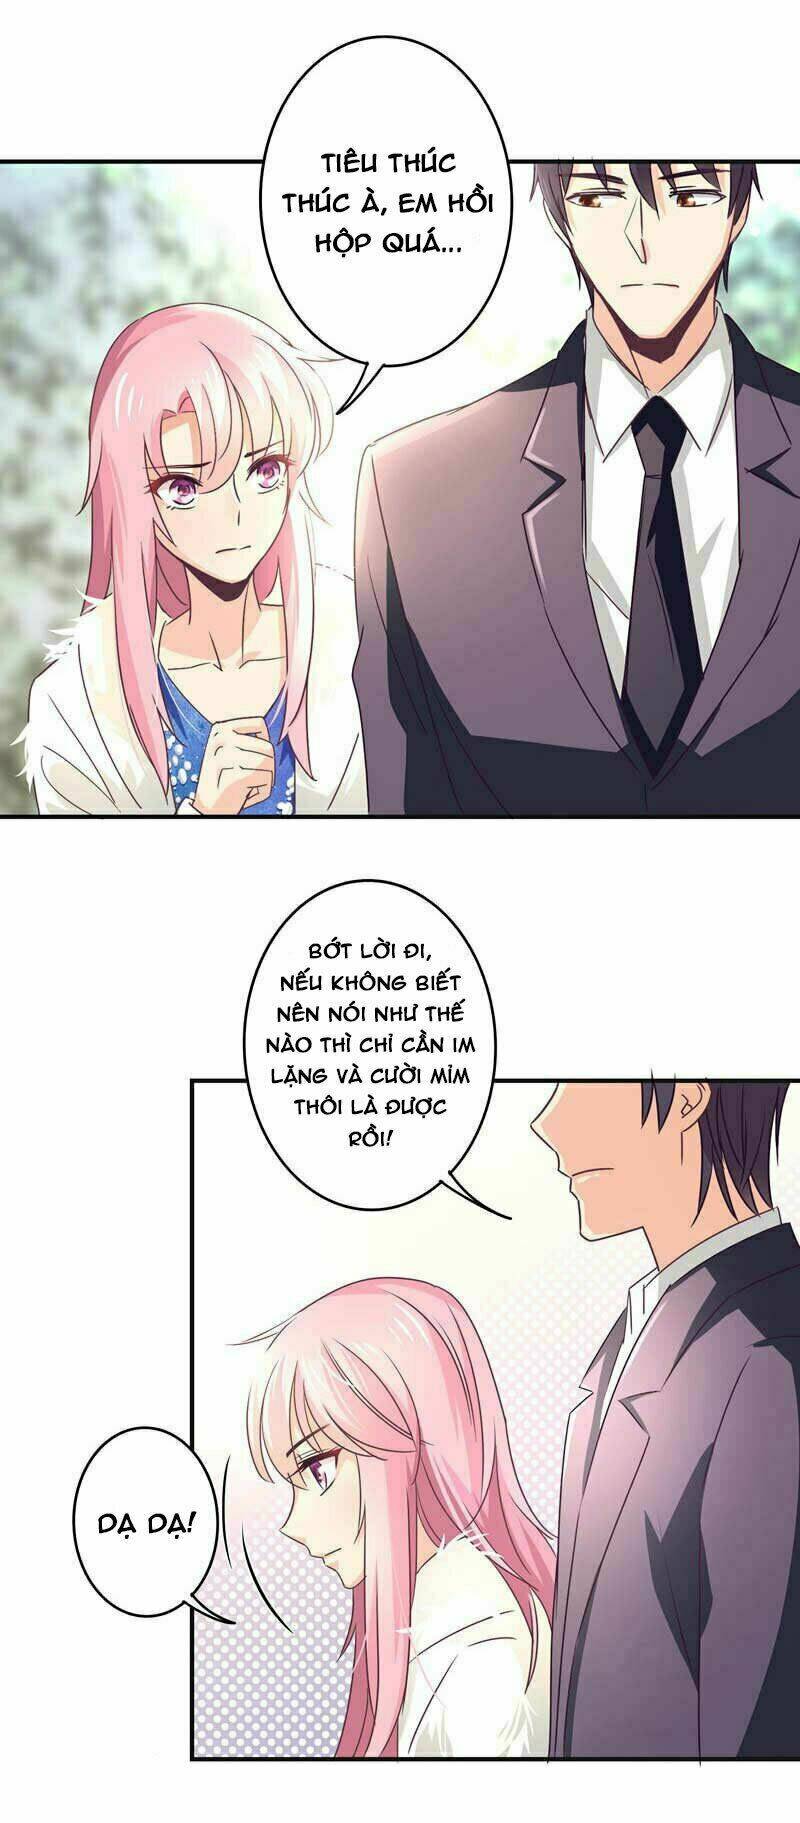 TIÊU THÚC
THÚC À, EM HỒI
HỘP QUÁ...
BỚT LỜI ĐI,
NẾU KHÔNG BIẾT
NÊN NÓI NHƯ THẾ
NÀO THÌ CHỈ CẦN IM
LẶNG VÀ CƯỜI MỈM
THÔI LÀ ĐƯỢC
RỒI!
DẠ DẠ!